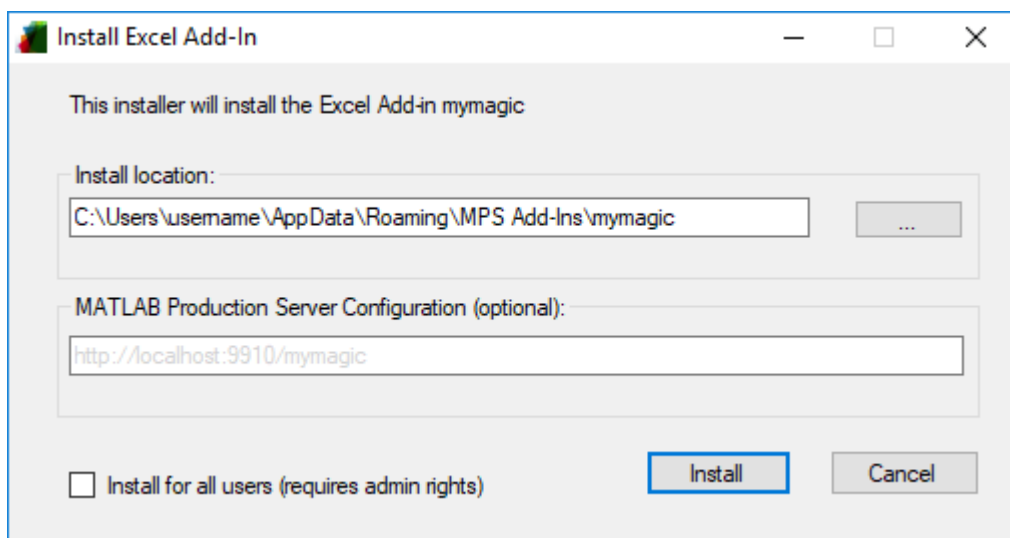 Install Excel Add-In
This installer will install the Excel Add-in mymagic
Install location:
C:\Users\username\AppData\Roaming\MPS Add-Ins\mymagic
...
MATLAB Production Server Configuration (optional):
http://localhost:9910/mymagic
Install for all users (requires admin rights)
Install
Cancel